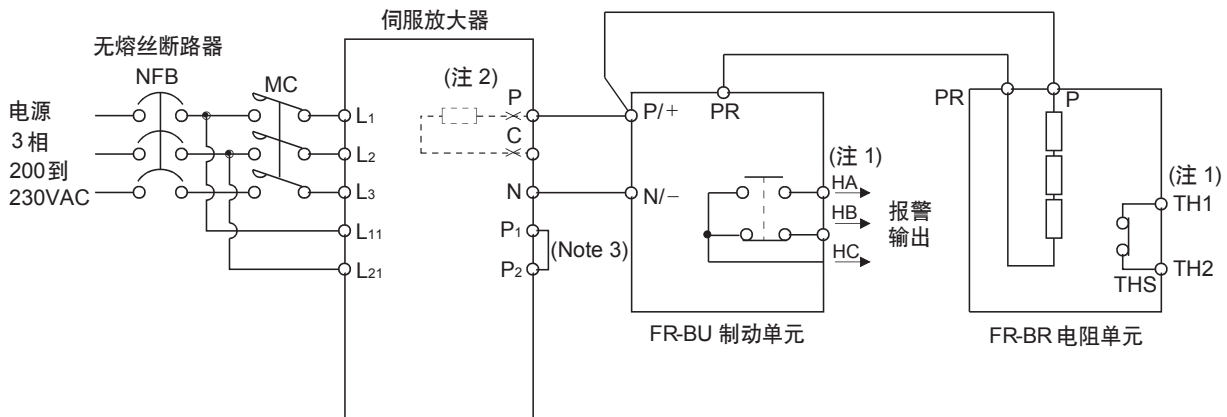 伺服放大器
无熔丝断路器
NFB
MC
(注 2)
P
C
电源
3 相
200到
230VAC
L1
L2
L3
L11
L21
N
P1
P2
(Note 3)
P/+
PR
N/−
(注 1)
HA
HB
HC
报警
输出
FR-BU 制动单元
PR
P
(注 1)
TH1
TH2
THS
FR-BR 电阻单元